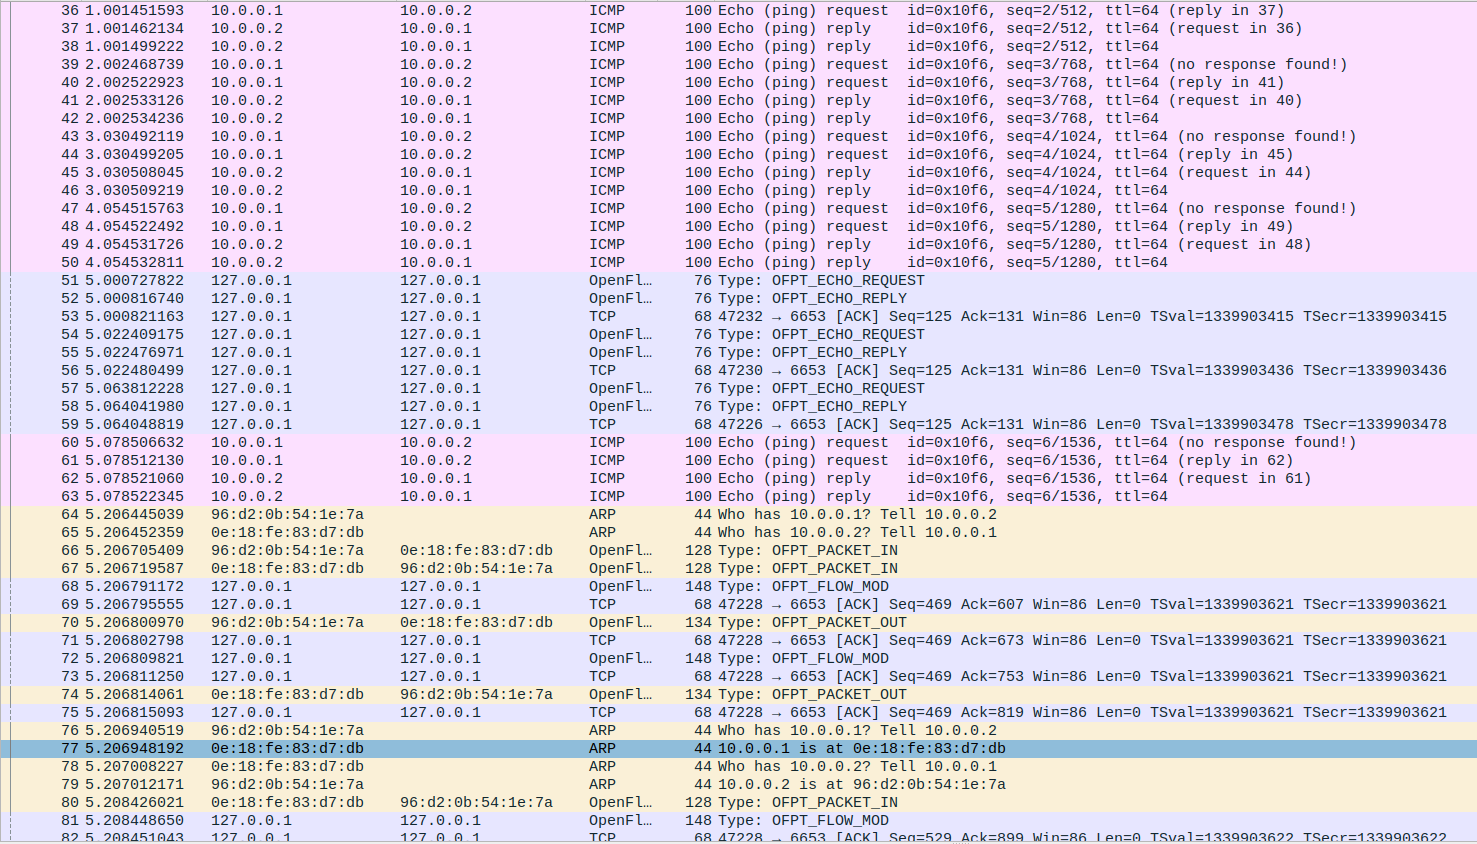 36 1.001451593 10.0.0.1 10.0.0.2 ICMP 100 Echo (ping) request id=0x10f6, seq=2/512, ttl=64 (reply in 37)
37 1.001462134 10.0.0.2 10.0.0.1 ICMP 100 Echo (ping) reply id=0x10f6, seq=2/512, ttl=64 (request in 36)
38 1.001499222 10.0.0.2 10.0.0.1 ICMP 100 Echo (ping) reply id=0x10f6, seq=2/512, ttl=64
39 2.002468739 10.0.0.1 10.0.0.2 ICMP 100 Echo (ping) request id=0x10f6, seq=3/768, ttl=64 (no response found!)
40 2.002522923 10.0.0.1 10.0.0.2 ICMP 100 Echo (ping) request id=0x10f6, seq=3/768, ttl=64 (reply in 41)
41 2.002533126 10.0.0.2 10.0.0.1 ICMP 100 Echo (ping) reply id=0x10f6, seq=3/768, ttl=64 (request in 40)
42 2.002534236 10.0.0.2 10.0.0.1 ICMP 100 Echo (ping) reply id=0x10f6, seq=3/768, ttl=64
43 3.030492119 10.0.0.1 10.0.0.2 ICMP 100 Echo (ping) request id=0x10f6, seq=4/1024, ttl=64 (no response found!)
44 3.030499205 10.0.0.1 10.0.0.2 ICMP 100 Echo (ping) request id=0x10f6, seq=4/1024, ttl=64 (reply in 45)
45 3.030508045 10.0.0.2 10.0.0.1 ICMP 100 Echo (ping) reply id=0x10f6, seq=4/1024, ttl=64 (request in 44)
46 3.030509219 10.0.0.2 10.0.0.1 ICMP 100 Echo (ping) reply id=0x10f6, seq=4/1024, ttl=64
47 4.054515763 10.0.0.1 10.0.0.2 ICMP 100 Echo (ping) request id=0x10f6, seq=5/1280, ttl=64 (no response found!)
48 4.054522492 10.0.0.1 10.0.0.2 ICMP 100 Echo (ping) request id=0x10f6, seq=5/1280, ttl=64 (reply in 49)
49 4.054531726 10.0.0.2 10.0.0.1 ICMP 100 Echo (ping) reply id=0x10f6, seq=5/1280, ttl=64 (request in 48)
50 4.054532811 10.0.0.2 10.0.0.1 ICMP 100 Echo (ping) reply id=0x10f6, seq=5/1280, ttl=64
51 5.000727822 127.0.0.1 127.0.0.1 OpenFl… 76 Type: OFPT_ECHO_REQUEST
52 5.000816740 127.0.0.1 127.0.0.1 OpenFl… 76 Type: OFPT_ECHO_REPLY
53 5.000821163 127.0.0.1 127.0.0.1 TCP 68 47232 → 6653 [ACK] Seq=125 Ack=131 Win=86 Len=0 TSval=1339903415 TSecr=1339903415
54 5.022409175 127.0.0.1 127.0.0.1 OpenFl… 76 Type: OFPT_ECHO_REQUEST
55 5.022476971 127.0.0.1 127.0.0.1 OpenFl… 76 Type: OFPT_ECHO_REPLY
56 5.022480499 127.0.0.1 127.0.0.1 TCP 68 47230 → 6653 [ACK] Seq=125 Ack=131 Win=86 Len=0 TSval=1339903436 TSecr=1339903436
57 5.063812228 127.0.0.1 127.0.0.1 OpenFl… 76 Type: OFPT_ECHO_REQUEST
58 5.064041980 127.0.0.1 127.0.0.1 OpenFl… 76 Type: OFPT_ECHO_REPLY
59 5.064048819 127.0.0.1 127.0.0.1 TCP 68 47226 → 6653 [ACK] Seq=125 Ack=131 Win=86 Len=0 TSval=1339903478 TSecr=1339903478
60 5.078506632 10.0.0.1 10.0.0.2 ICMP 100 Echo (ping) request id=0x10f6, seq=6/1536, ttl=64 (no response found!)
61 5.078512130 10.0.0.1 10.0.0.2 ICMP 100 Echo (ping) request id=0x10f6, seq=6/1536, ttl=64 (reply in 62)
62 5.078521060 10.0.0.2 10.0.0.1 ICMP 100 Echo (ping) reply id=0x10f6, seq=6/1536, ttl=64 (request in 61)
63 5.078522345 10.0.0.2 10.0.0.1 ICMP 100 Echo (ping) reply id=0x10f6, seq=6/1536, ttl=64
64 5.206445039 96:d2:0b:54:1e:7a ARP 44 Who has 10.0.0.1? Tell 10.0.0.2
65 5.206452359 0e:18:fe:83:d7:db ARP 44 Who has 10.0.0.2? Tell 10.0.0.1
66 5.206705409 96:d2:0b:54:1e:7a 0e:18:fe:83:d7:db OpenFl… 128 Type: OFPT_PACKET_IN
67 5.206719587 0e:18:fe:83:d7:db 96:d2:0b:54:1e:7a OpenFl… 128 Type: OFPT_PACKET_IN
68 5.206791172 127.0.0.1 127.0.0.1 OpenFl… 148 Type: OFPT_FLOW_MOD
69 5.206795555 127.0.0.1 127.0.0.1 TCP 68 47228 → 6653 [ACK] Seq=469 Ack=607 Win=86 Len=0 TSval=1339903621 TSecr=1339903621
70 5.206800970 96:d2:0b:54:1e:7a 0e:18:fe:83:d7:db OpenFl… 134 Type: OFPT_PACKET_OUT
71 5.206802798 127.0.0.1 127.0.0.1 TCP 68 47228 → 6653 [ACK] Seq=469 Ack=673 Win=86 Len=0 TSval=1339903621 TSecr=1339903621
72 5.206809821 127.0.0.1 127.0.0.1 OpenFl… 148 Type: OFPT_FLOW_MOD
73 5.206811250 127.0.0.1 127.0.0.1 TCP 68 47228 → 6653 [ACK] Seq=469 Ack=753 Win=86 Len=0 TSval=1339903621 TSecr=1339903621
74 5.206814061 0e:18:fe:83:d7:db 96:d2:0b:54:1e:7a OpenFl… 134 Type: OFPT_PACKET_OUT
75 5.206815093 127.0.0.1 127.0.0.1 TCP 68 47228 → 6653 [ACK] Seq=469 Ack=819 Win=86 Len=0 TSval=1339903621 TSecr=1339903621
76 5.206940519 96:d2:0b:54:1e:7a ARP 44 Who has 10.0.0.1? Tell 10.0.0.2
77 5.206948192 0e:18:fe:83:d7:db ARP 44 10.0.0.1 is at 0e:18:fe:83:d7:db
78 5.207008227 0e:18:fe:83:d7:db ARP 44 Who has 10.0.0.2? Tell 10.0.0.1
79 5.207012171 96:d2:0b:54:1e:7a ARP 44 10.0.0.2 is at 96:d2:0b:54:1e:7a
80 5.208426021 0e:18:fe:83:d7:db 96:d2:0b:54:1e:7a OpenFl… 128 Type: OFPT_PACKET_IN
81 5.208448650 127.0.0.1 127.0.0.1 OpenFl… 148 Type: OFPT_FLOW_MOD
82 5.208451043 127.0.0.1 127.0.0.1 TCP 68 47228 → 6653 [ACK] Seq=529 Ack=899 Win=86 Len=0 TSval=1339903622 TSecr=1339903622